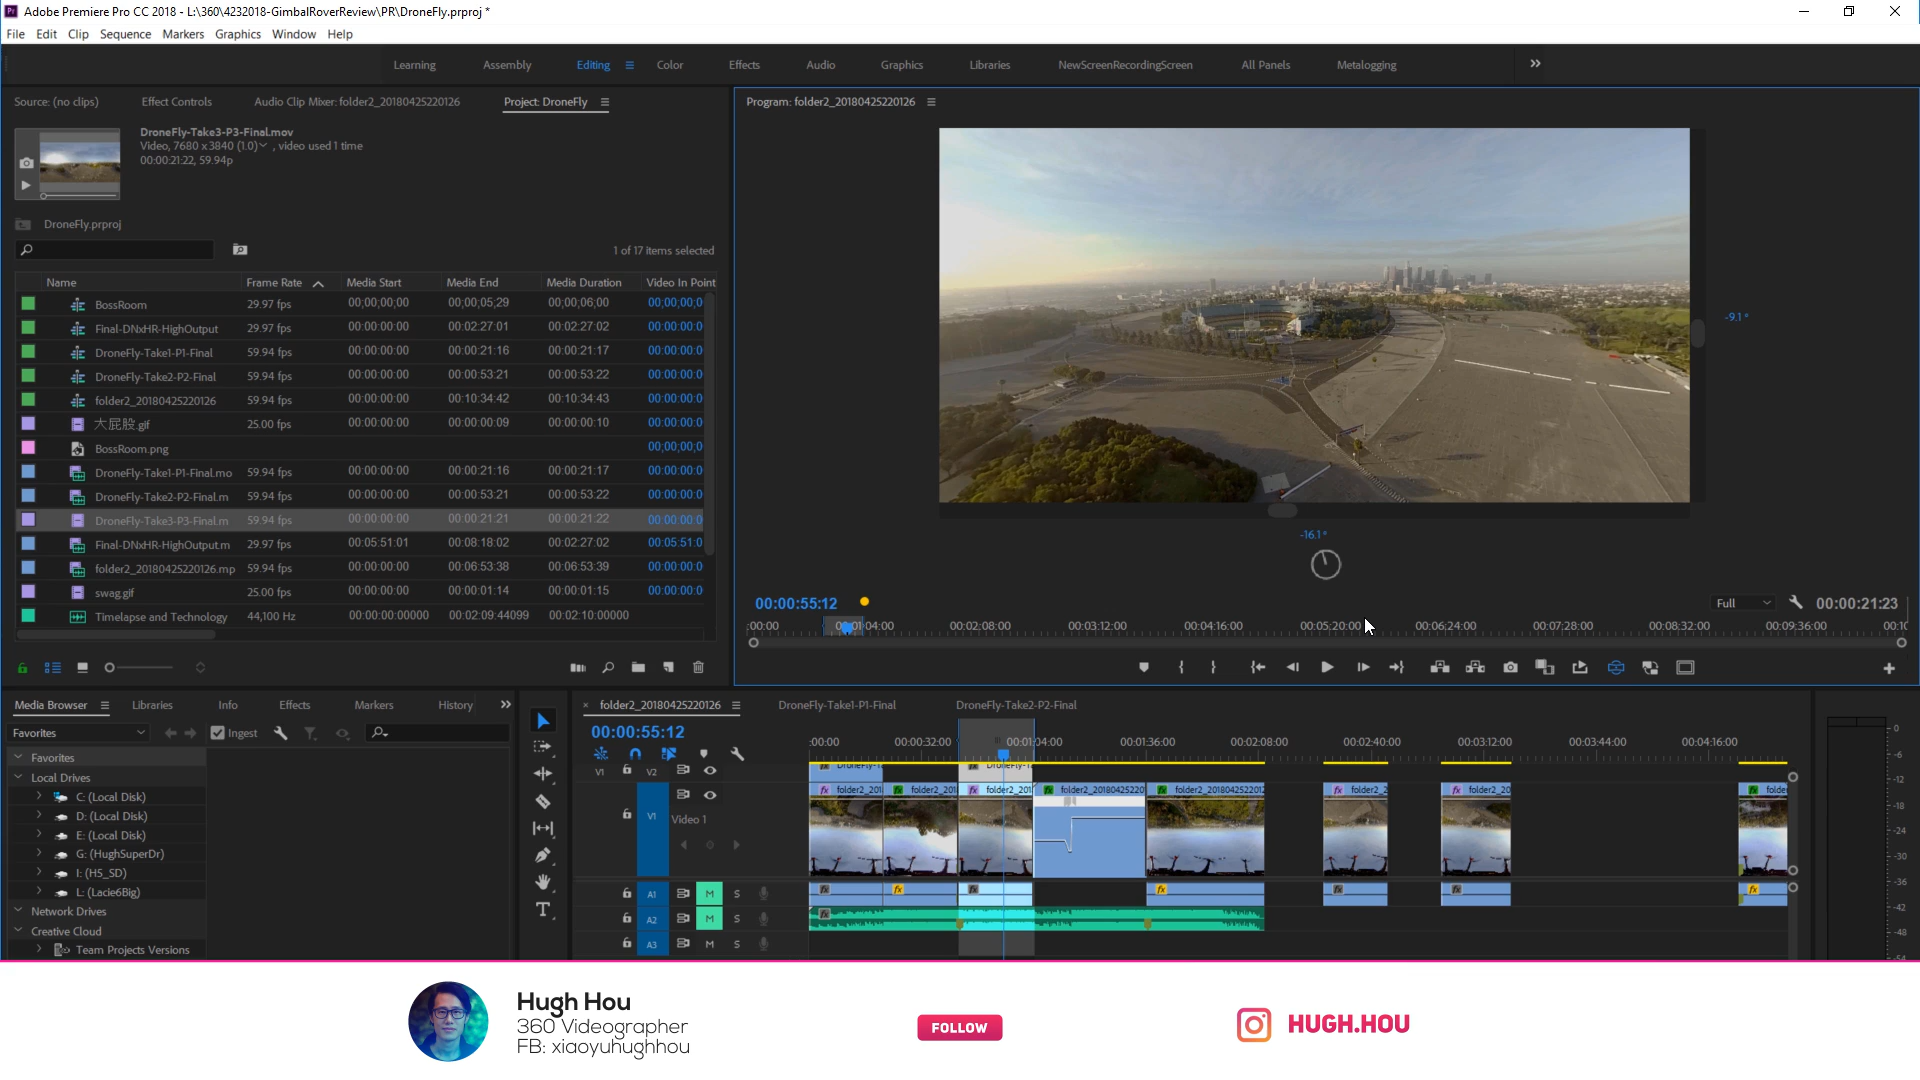 Adobe Premiere Pro CC 2018 - L:\360\4232018-GimbalRoverReview\PR\DroneFly.prproj *
File Edit Clip Sequence Markers Graphics Window Help
Learning Assembly Editing Color Effects Audio Graphics Libraries NewScreenRecordingScreen All Panels Metalogging
Source: (no clips) Effect Controls Audio Clip Mixer: folder2_20180425220126 Project: DroneFly
Program: folder2_20180425220126
DroneFly-Take3-P3-Final.mov
Video, 7680 x 3840 (1.0) , video used 1 time
00:00:21:22, 59.94p
DroneFly.prproj
1 of 17 items selected
Name Frame Rate Media Start Media End Media Duration Video In Point
BossRoom 29.97 fps 00;00;00;00 00;00;05;29 00;00;06;00 00;00;00;0
Final-DNxHR-HighOutput 29.97 fps 00:00:00:00 00:02:27:01 00:02:27:02 00:00:00:0
DroneFly-Take1-P1-Final 59.94 fps 00:00:00:00 00:00:21:16 00:00:21:17 00:00:00:0
DroneFly-Take2-P2-Final 59.94 fps 00:00:00:00 00:00:53:21 00:00:53:22 00:00:00:0
folder2_20180425220126 59.94 fps 00:00:00:00 00:10:34:42 00:10:34:43 00:00:00:0
大屁股.gif 25.00 fps 00:00:00:00 00:00:00:09 00:00:00:10 00:00:00:0
BossRoom.png 00;00;00;0
DroneFly-Take1-P1-Final.mo 59.94 fps 00:00:00:00 00:00:21:16 00:00:21:17 00:00:00:0
DroneFly-Take2-P2-Final.m 59.94 fps 00:00:00:00 00:00:53:21 00:00:53:22 00:00:00:0
DroneFly-Take3-P3-Final.m 59.94 fps 00:00:00:00 00:00:21:21 00:00:21:22 00:00:00:0
Final-DNxHR-HighOutput.m 29.97 fps 00:05:51:01 00:08:18:02 00:02:27:02 00:05:51:0
folder2_20180425220126.mp 59.94 fps 00:00:00:00 00:06:53:38 00:06:53:39 00:00:00:0
swag.gif 25.00 fps 00:00:00:00 00:00:01:14 00:00:01:15 00:00:00:0
Timelapse and Technology 44,100 Hz 00:00:00:00000 00:02:09:44099 00:02:10:00000
-9.1 °
-16.1 °
00:00:55:12 Full 00:00:21:23
:00:00 00:01:04:00 00:02:08:00 00:03:12:00 00:04:16:00 00:05:20:00 00:06:24:00 00:07:28:00 00:08:32:00 00:09:36:00 00:10
Media Browser Libraries Info Effects Markers History
Favorites Ingest
Favorites
Local Drives
C: (Local Disk)
D: (Local Disk)
E: (Local Disk)
G: (HughSuperDr)
I: (H5_SD)
L: (Lacie6Big)
Network Drives
Creative Cloud
Team Projects Versions
T
folder2_20180425220126 DroneFly-Take1-P1-Final DroneFly-Take2-P2-Final
00:00:55:12
:00:00 00:00:32:00 00:01:04:00 00:01:36:00 00:02:08:00 00:02:40:00 00:03:12:00 00:03:44:00 00:04:16:00
V1 V2 fx DroneFly-T fx DroneFly-T
fx folder2_201 fx folder2_201 fx folder2_201 fx folder2_2018042520 fx folder2_2018042522012 fx folder2_2 fx folder2_20 fx folde
V1 Video 1
A1 M S fx fx fx fx fx fx fx
A2 M S fx
A3 M S
0
-6
-12
-18
-24
-30
-36
-42
-48
-54
Hugh Hou
360 Videographer
FB: xiaoyuhughhou
FOLLOW
HUGH.HOU